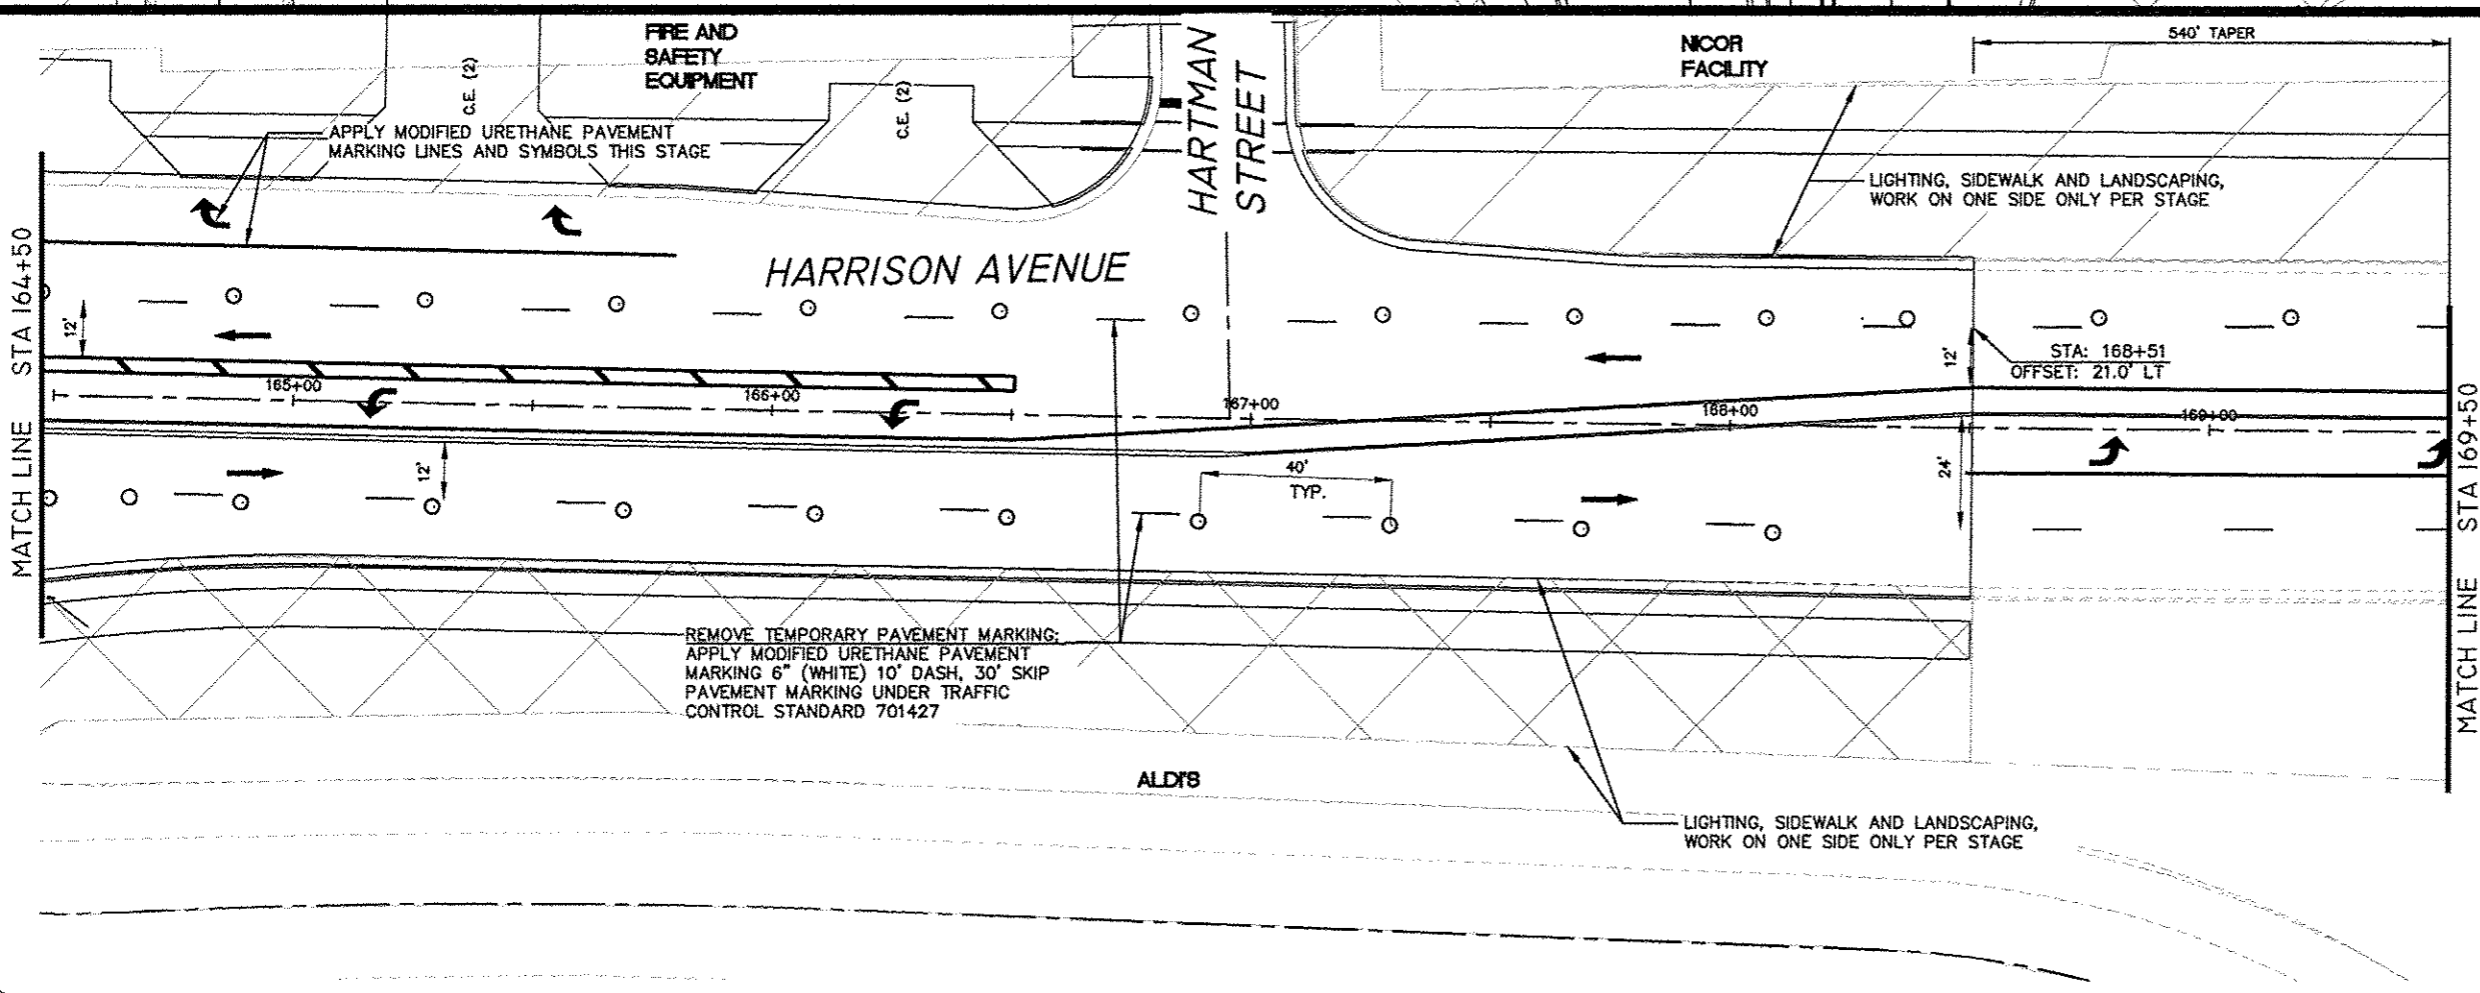 FIRE AND
SAFETY
EQUIPMENT
C.E. (2)
C.E. (2)
HARTMAN
STREET
NICOR
FACILITY
540' TAPER
APPLY MODIFIED URETHANE PAVEMENT
MARKING LINES AND SYMBOLS THIS STAGE
LIGHTING, SIDEWALK AND LANDSCAPING,
WORK ON ONE SIDE ONLY PER STAGE
HARRISON AVENUE
MATCH LINE STA 164+50
12'
165+00
166+00
167+00
168+00
169+00
12'
STA: 168+51
OFFSET: 21.0' LT
12'
40'
TYP.
24'
MATCH LINE STA 169+50
REMOVE TEMPORARY PAVEMENT MARKING;
APPLY MODIFIED URETHANE PAVEMENT
MARKING 6" (WHITE) 10' DASH, 30' SKIP
PAVEMENT MARKING UNDER TRAFFIC
CONTROL STANDARD 701427
ALDI'S
LIGHTING, SIDEWALK AND LANDSCAPING,
WORK ON ONE SIDE ONLY PER STAGE